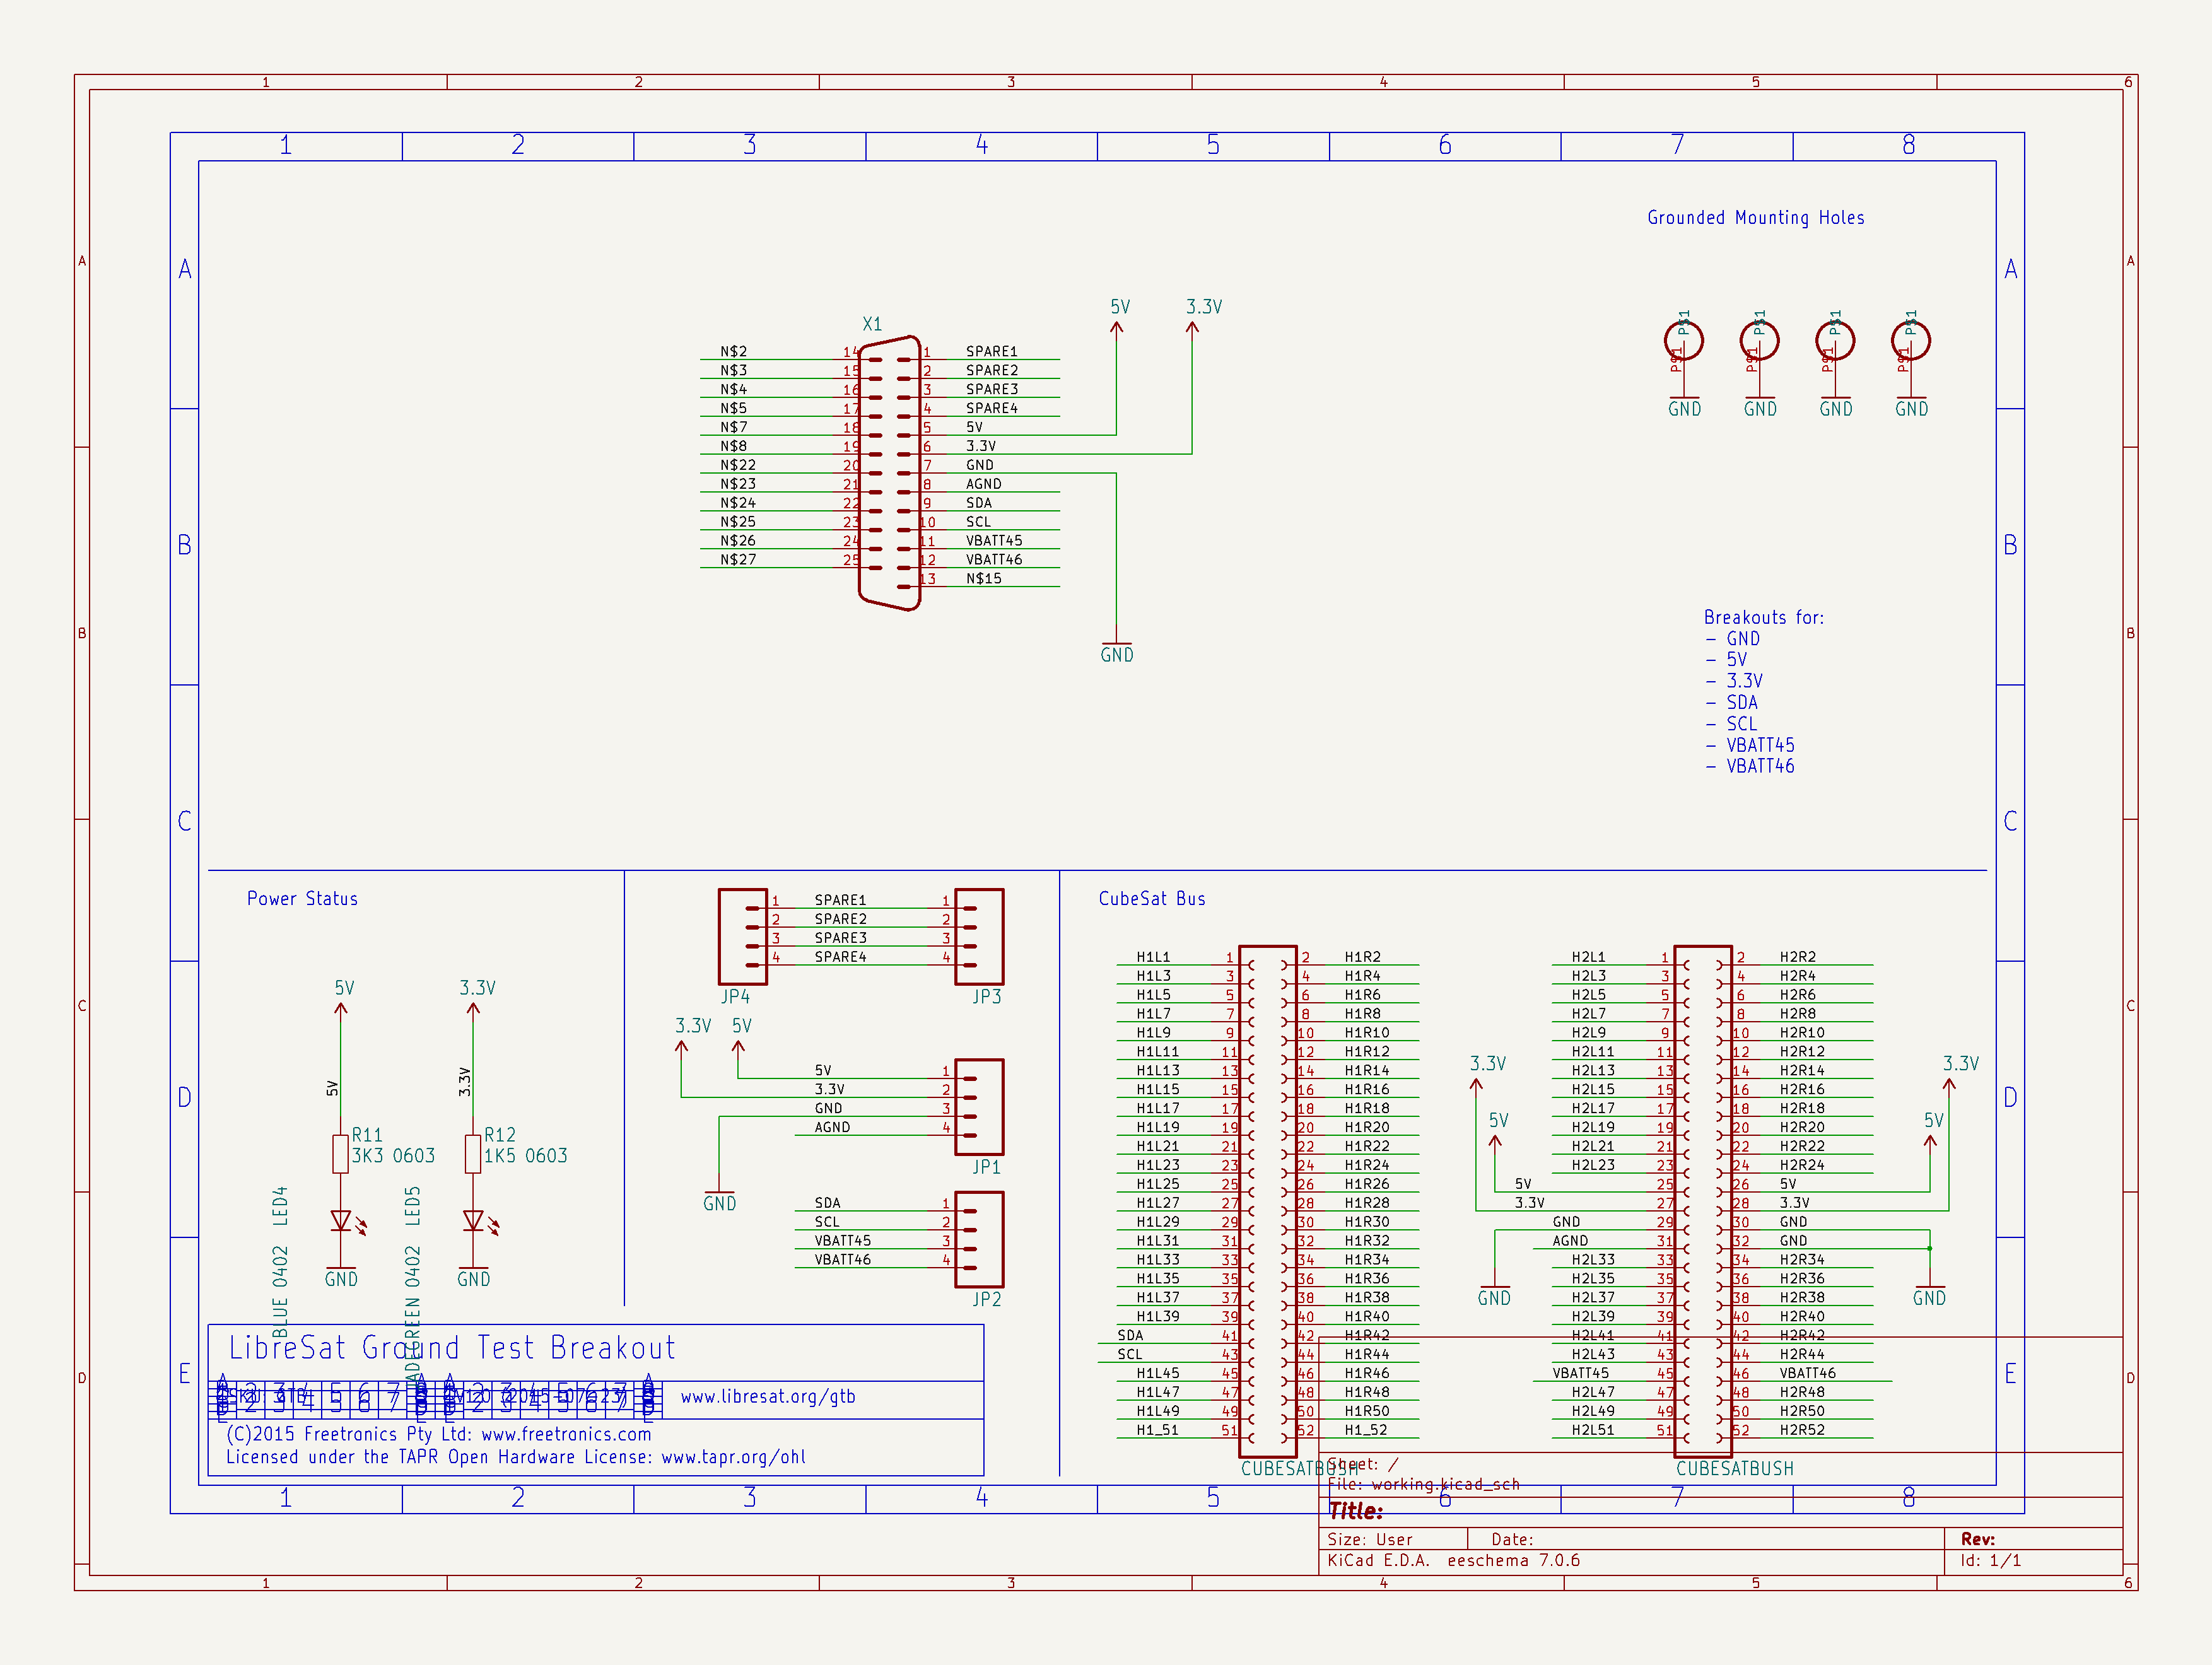 1 2 3 4 5 6
1 2 3 4 5 6 7 8
A
B
C
D
A
B
C
D
E
A
B
C
D
E
A
B
C
D
Grounded Mounting Holes
P$1 P$1 P$1 P$1
P$1 P$1 P$1 P$1
GND GND GND GND
5V 3.3V
X1
N$2 14 1 SPARE1
N$3 15 2 SPARE2
N$4 16 3 SPARE3
N$5 17 4 SPARE4
N$7 18 5 5V
N$8 19 6 3.3V
N$22 20 7 GND
N$23 21 8 AGND
N$24 22 9 SDA
N$25 23 10 SCL
N$26 24 11 VBATT45
N$27 25 12 VBATT46
13 N$15
GND
Breakouts for:
- GND
- 5V
- 3.3V
- SDA
- SCL
- VBATT45
- VBATT46
Power Status
5V 3.3V
5V 3.3V
R11
3K3 0603
R12
1K5 0603
BLUE 0402 LED4
JADEGREEN 0402 LED5
GND GND
1 SPARE1 1
2 SPARE2 2
3 SPARE3 3
4 SPARE4 4
JP4 JP3
3.3V 5V
5V 1
3.3V 2
GND 3
AGND 4
JP1
GND
SDA 1
SCL 2
VBATT45 3
VBATT46 4
JP2
CubeSat Bus
H1L1 1 2 H1R2
H1L3 3 4 H1R4
H1L5 5 6 H1R6
H1L7 7 8 H1R8
H1L9 9 10 H1R10
H1L11 11 12 H1R12
H1L13 13 14 H1R14
H1L15 15 16 H1R16
H1L17 17 18 H1R18
H1L19 19 20 H1R20
H1L21 21 22 H1R22
H1L23 23 24 H1R24
H1L25 25 26 H1R26
H1L27 27 28 H1R28
H1L29 29 30 H1R30
H1L31 31 32 H1R32
H1L33 33 34 H1R34
H1L35 35 36 H1R36
H1L37 37 38 H1R38
H1L39 39 40 H1R40
SDA 41 42 H1R42
SCL 43 44 H1R44
H1L45 45 46 H1R46
H1L47 47 48 H1R48
H1L49 49 50 H1R50
H1_51 51 52 H1_52
CUBESATBUSH
3.3V 3.3V
5V 5V
H2L1 1 2 H2R2
H2L3 3 4 H2R4
H2L5 5 6 H2R6
H2L7 7 8 H2R8
H2L9 9 10 H2R10
H2L11 11 12 H2R12
H2L13 13 14 H2R14
H2L15 15 16 H2R16
H2L17 17 18 H2R18
H2L19 19 20 H2R20
H2L21 21 22 H2R22
H2L23 23 24 H2R24
5V 25 26 5V
3.3V 27 28 3.3V
GND 29 30 GND
AGND 31 32 GND
H2L33 33 34 H2R34
H2L35 35 36 H2R36
H2L37 37 38 H2R38
H2L39 39 40 H2R40
H2L41 41 42 H2R42
H2L43 43 44 H2R44
VBATT45 45 46 VBATT46
H2L47 47 48 H2R48
H2L49 49 50 H2R50
H2L51 51 52 H2R52
GND GND
CUBESATBUSH
LibreSat Ground Test Breakout
www.libresat.org/gtb
(C)2015 Freetronics Pty Ltd: www.freetronics.com
Licensed under the TAPR Open Hardware License: www.tapr.org/ohl
Sheet: /
File: working.kicad_sch
Title:
Size: User Date: Rev:
KiCad E.D.A. eeschema 7.0.6 Id: 1/1
1 2 3 4 5 6 7 8
1 2 3 4 5 6